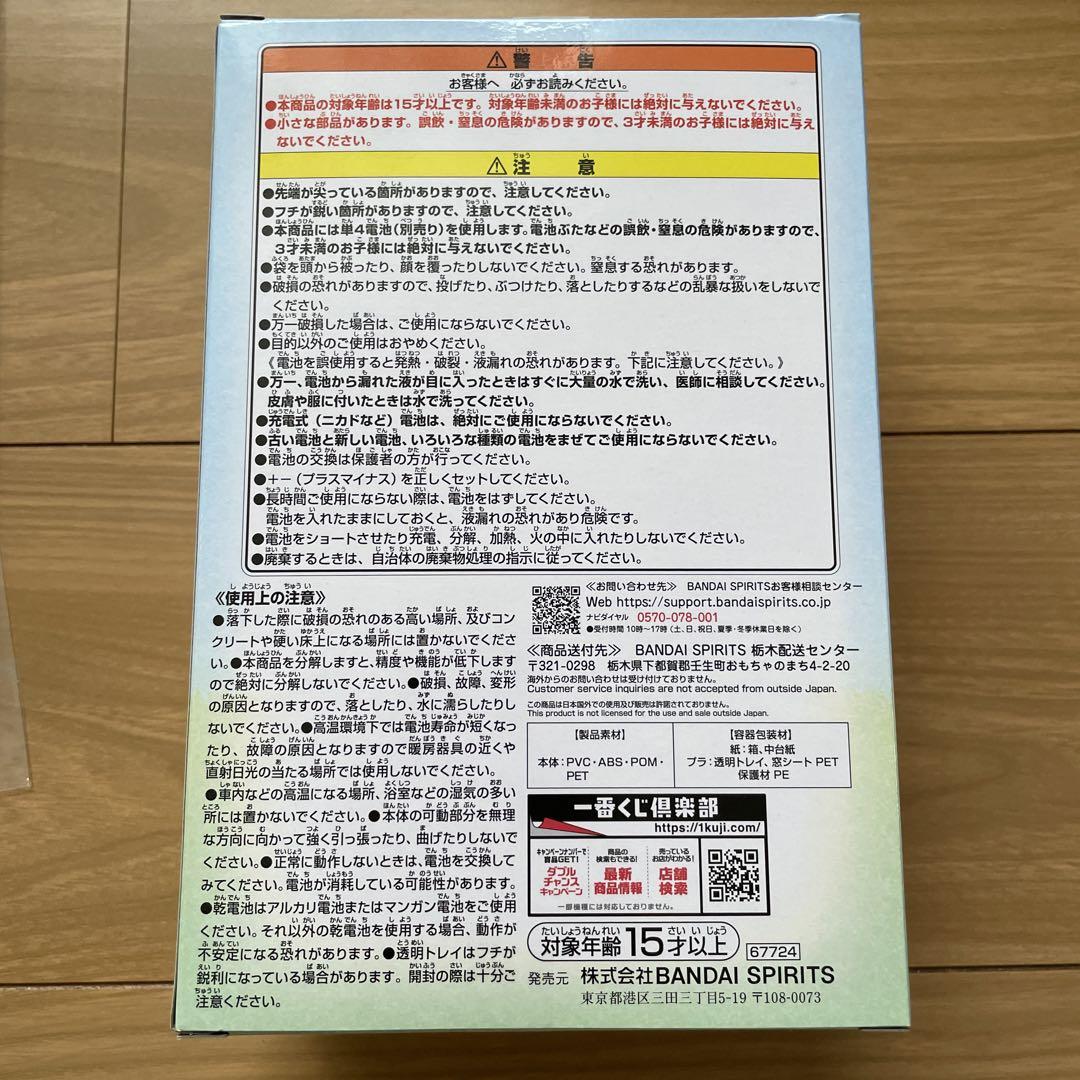 ⚠警告
お客様へ 必ずお読みください。
●本商品の対象年齢は15才以上です。対象年齢未満のお子様には絶対に与えないでください。
●小さな部品があります。誤飲・窒息の危険がありますので、3才未満のお子様には絶対に与え
ないでください。
⚠注意
●先端が尖っている箇所がありますので、注意してください。
●フチが鋭い箇所がありますので、注意してください。
●本商品には単4電池(別売り)を使用します。電池ぶたなどの誤飲・窒息の危険がありますので、
3才未満のお子様には絶対に与えないでください。
●袋を頭から被ったり、顔を覆ったりしないでください。窒息する恐れがあります。
●破損の恐れがありますので、投げたり、ぶつけたり、落としたりするなどの乱暴な扱いをしないで
ください。
●万一破損した場合は、ご使用にならないでください。
●目的以外のご使用はおやめください。
《電池を誤使用すると発熱・破裂・液漏れの恐れがあります。下記に注意してください。》
●万一、電池から漏れた液が目に入ったときはすぐに大量の水で洗い、医師に相談してください。
皮膚や服に付いたときは水で洗ってください。
●充電式(ニカドなど)電池は、絶対にご使用にならないでください。
●古い電池と新しい電池、いろいろな種類の電池をまぜてご使用にならないでください。
●電池の交換は保護者の方が行ってください。
●+-(プラスマイナス)を正しくセットしてください。
●長時間ご使用にならない際は、電池をはずしてください。
電池を入れたままにしておくと、液漏れの恐れがあり危険です。
●電池をショートさせたり充電、分解、加熱、火の中に入れたりしないでください。
●廃棄するときは、自治体の廃棄物処理の指示に従ってください。
《使用上の注意》
●落下した際に破損の恐れのある高い場所、及びコン
クリートや硬い床上になる場所には置かないでくださ
い。●本商品を分解しますと、精度や機能が低下します
ので絶対に分解しないでください。●破損、故障、変形
の原因となりますので、落としたり、水に濡らしたりし
ないでください。●高温環境下では電池寿命が短くなっ
たり、故障の原因となりますので暖房器具の近くや
直射日光の当たる場所では使用しないでください。
●車内などの高温になる場所、浴室などの湿気の多い
所には置かないでください。●本体の可動部分を無理
な方向に向かって強く引っ張ったり、曲げたりしないで
ください。●正常に動作しないときは、電池を交換して
みてください。電池が消耗している可能性があります。
●乾電池はアルカリ電池またはマンガン電池をご使用
ください。それ以外の乾電池を使用する場合、動作が
不安定になる恐れがあります。●透明トレイはフチが
鋭利になっている場合があります。開封の際は十分ご
注意ください。
≪お問い合わせ先≫ BANDAI SPIRITSお客様相談センター
Web https://support.bandaispirits.co.jp
ナビダイヤル 0570-078-001
●受付時間 10時〜17時(土、日、祝日、夏季・冬季休業日を除く)
≪商品送付先≫ BANDAI SPIRITS 栃木配送センター
〒321-0298 栃木県下都賀郡壬生町おもちゃのまち4-2-20
海外からのお問い合わせは受け付けておりません。
Customer service inquiries are not accepted from outside Japan.
この商品は日本国外での使用及び販売は許諾されておりません。
This product is not licensed for the use and sale outside Japan.
【製品素材】
本体:PVC・ABS・POM・
PET
【容器包装材】
紙:箱、中台紙
プラ:透明トレイ、窓シート PET
保護材 PE
一番くじ倶楽部
https://1kuji.com/
キャンペーンナンバーで
賞品GET!
ダブル
チャンス
キャンペーン
商品の
検索もできる!
最新
商品情報
売っている
お店がわかる!
店舗
検索
一部機種には対応しておりません。
対象年齢15才以上
67724
発売元 株式会社BANDAI SPIRITS
東京都港区三田三丁目5-19 〒108-0073